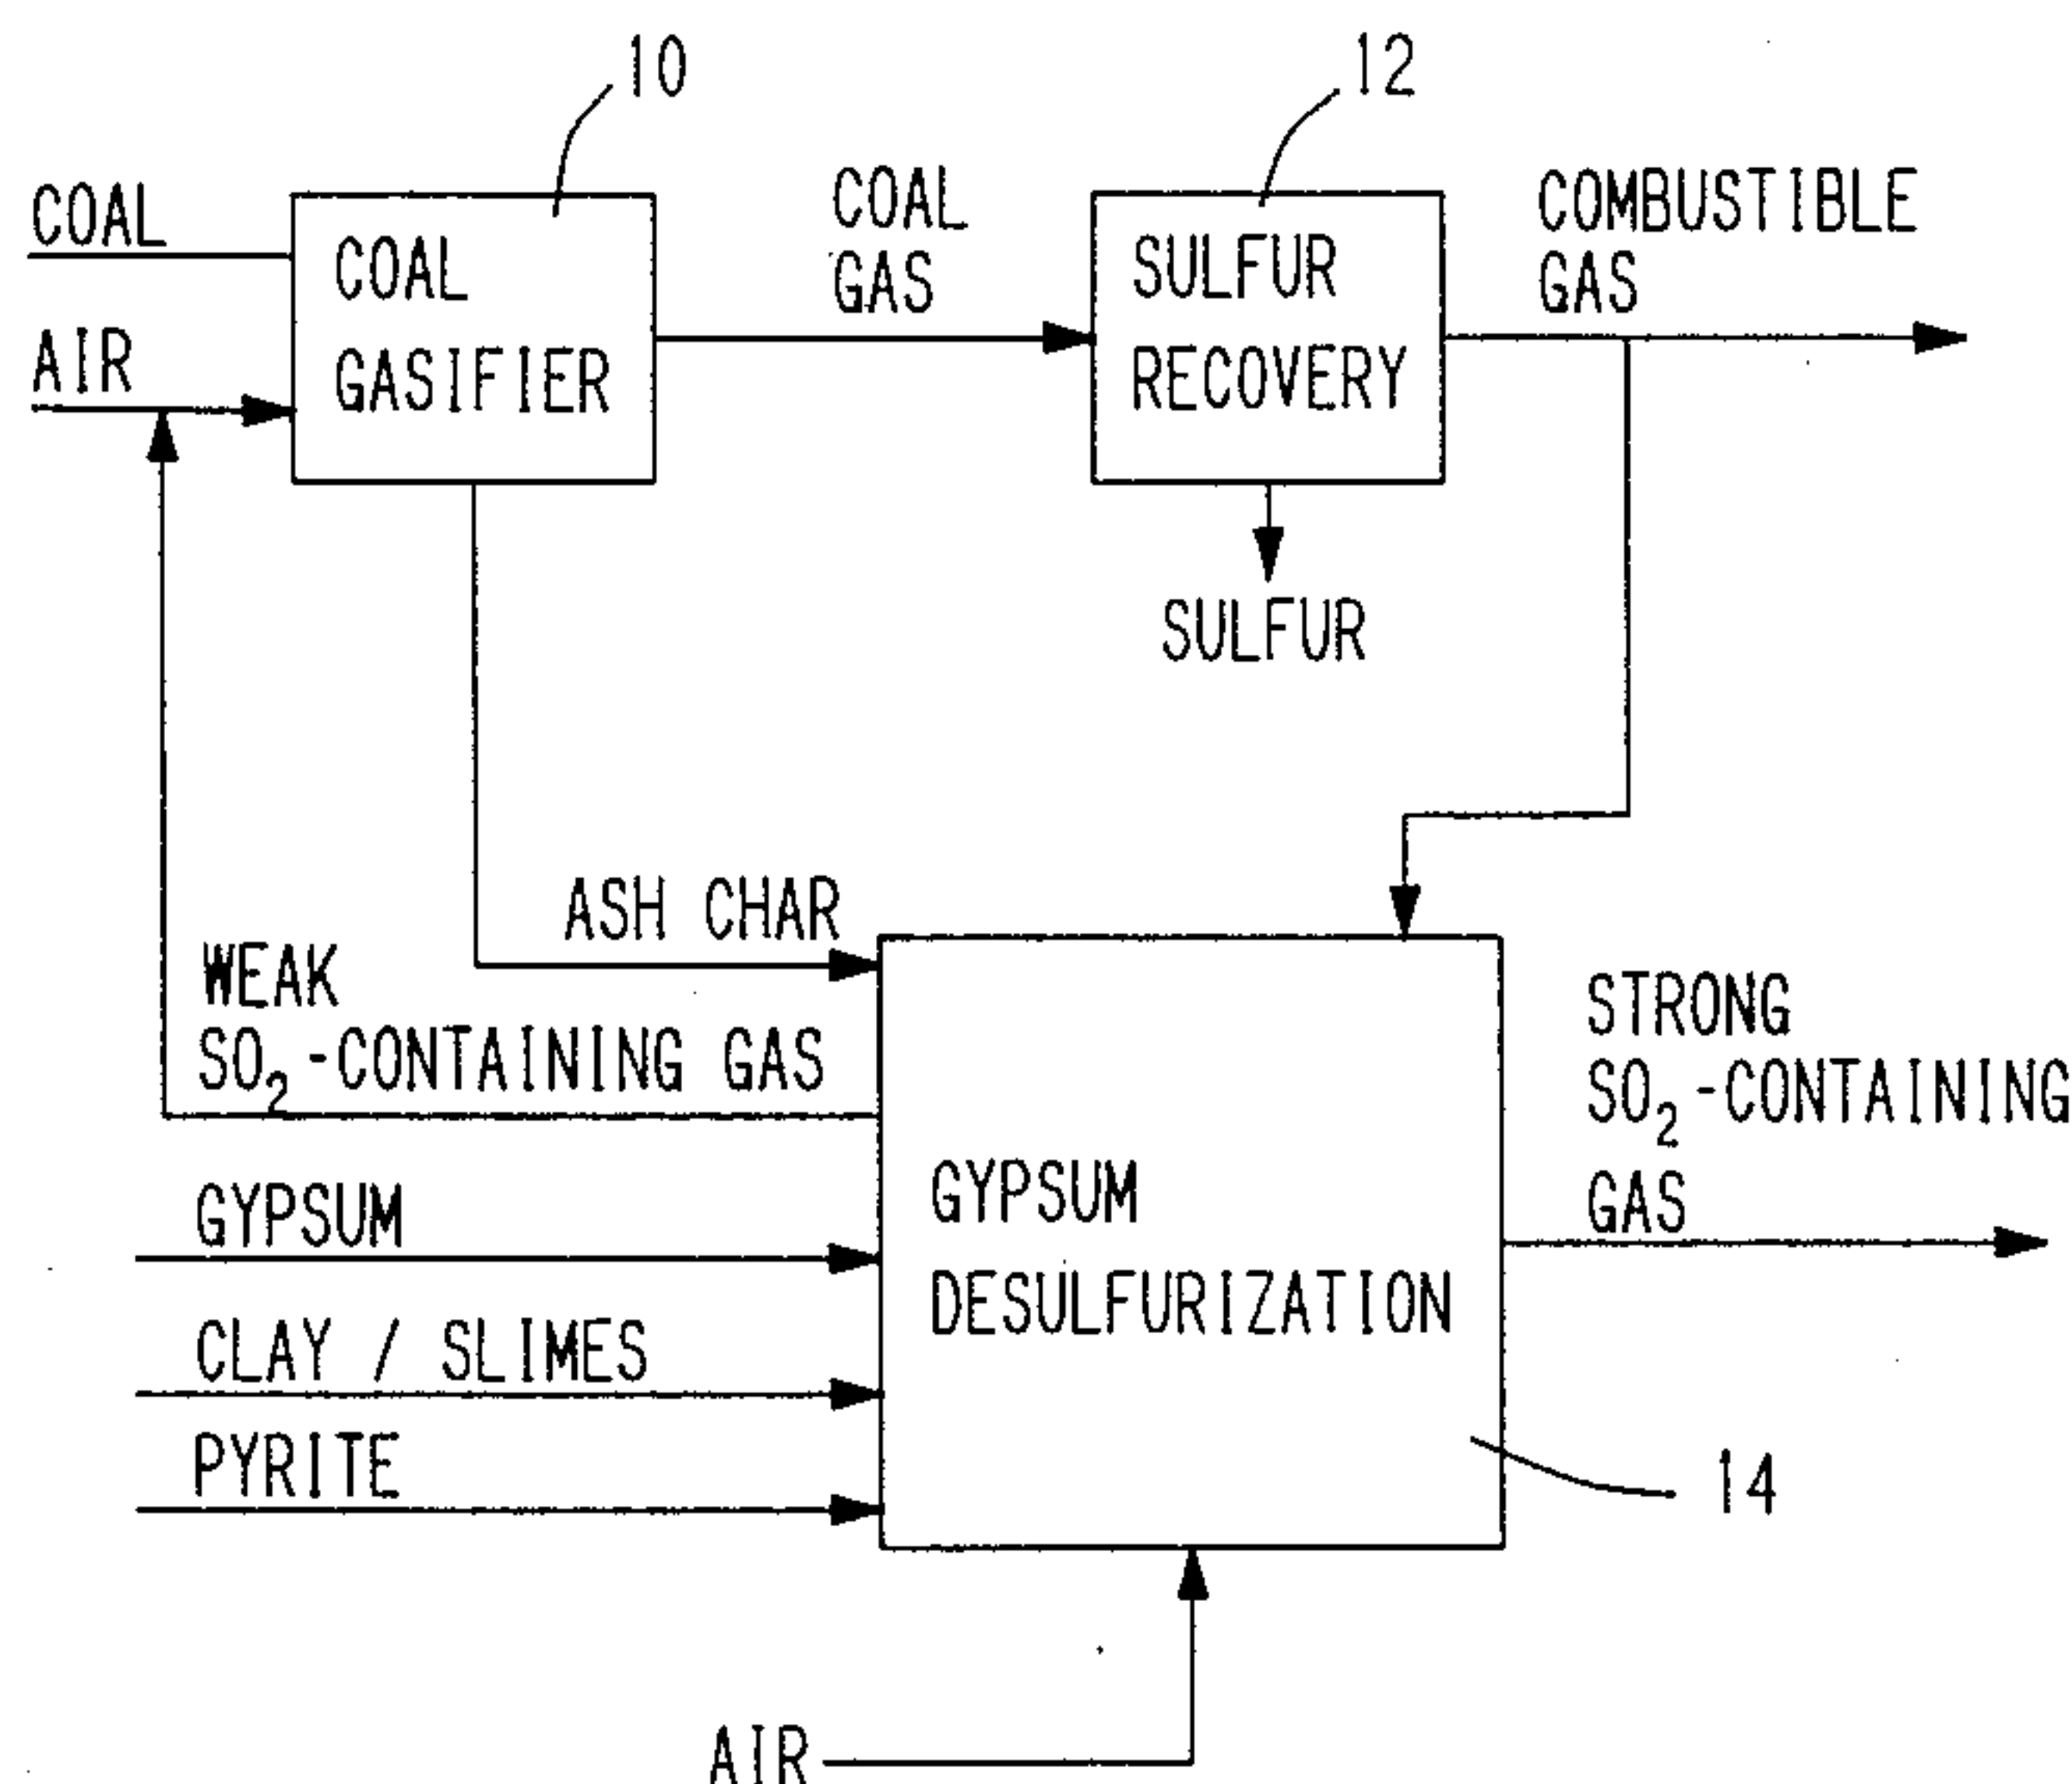 10
12
COAL
COAL
GASIFIER
AIR
COAL
GAS
SULFUR
RECOVERY
COMBUSTIBLE
GAS
SULFUR
ASH CHAR
WEAK
SO₂-CONTAINING GAS
GYPSUM
CLAY / SLIMES
PYRITE
GYPSUM
DESULFURIZATION
STRONG
SO₂-CONTAINING
GAS
14
AIR